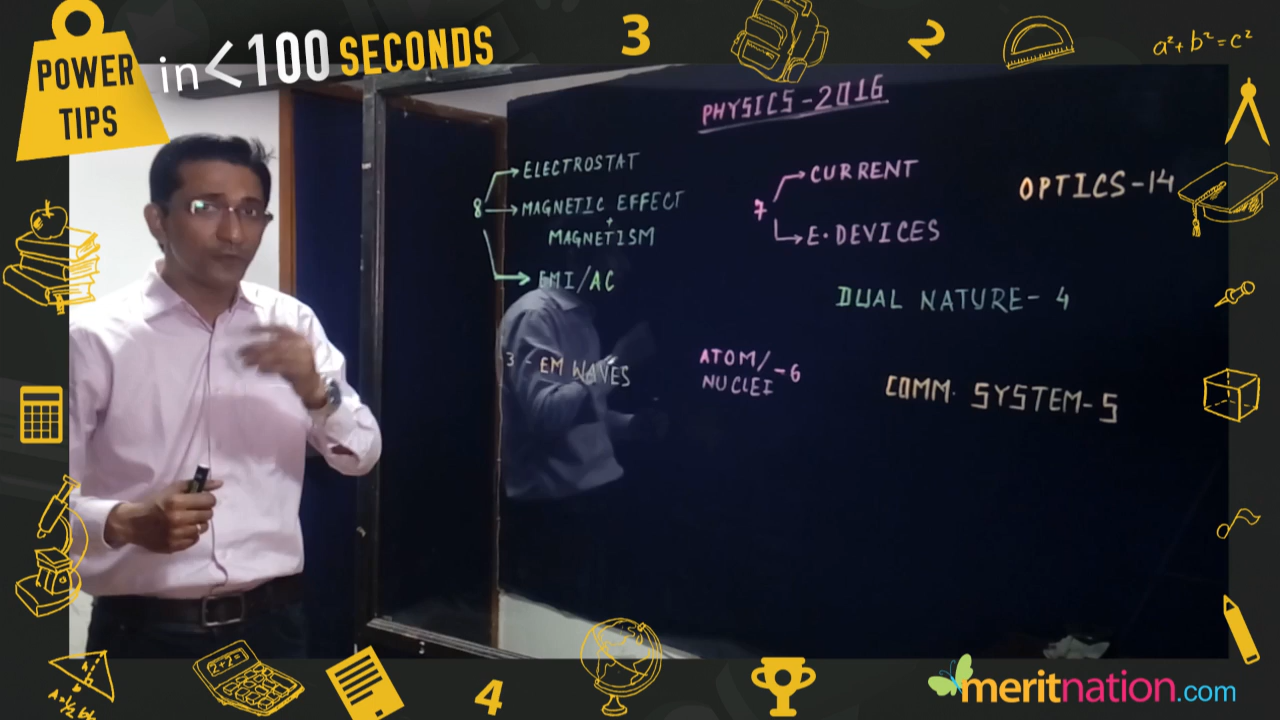 POWER
TIPS
in <100 SECONDS
3
2
a²+b²=c²
PHYSICS-2016
8
ELECTROSTAT
MAGNETIC EFFECT
+
MAGNETISM
EMI/AC
7
CURRENT
E. DEVICES
OPTICS-14
DUAL NATURE-4
3 - EM WAVES
ATOM/
NUCLEI -6
COMM. SYSTEM-5
2+2=
4
meritnation.com